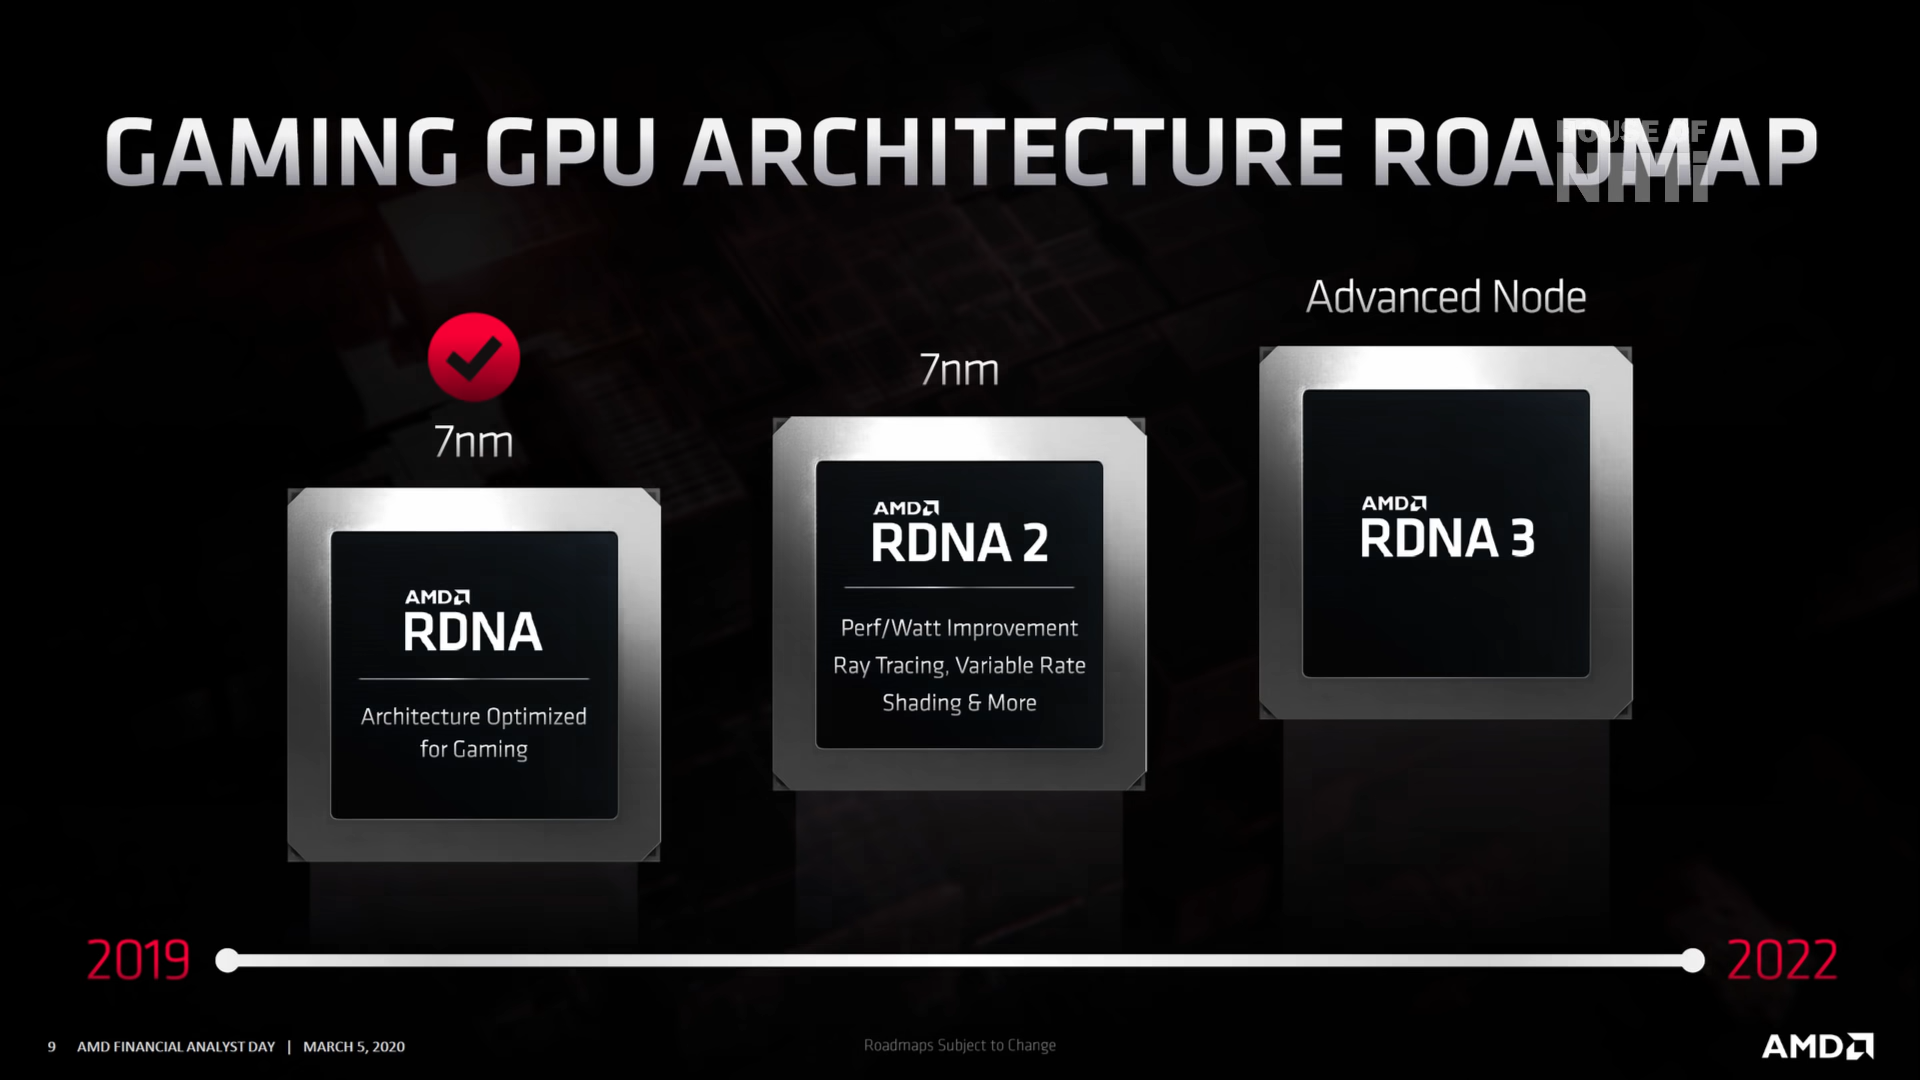 GAMING GPU ARCHITECTURE ROADMAP
HOUSE OF
Advanced Node
7nm
7nm
AMD
RDNA
Architecture Optimized
for Gaming
AMD
RDNA 2
Perf/Watt Improvement
Ray Tracing, Variable Rate
Shading & More
AMD
RDNA 3
2019
2022
9 AMD FINANCIAL ANALYST DAY | MARCH 5, 2020
Roadmaps Subject to Change
AMD